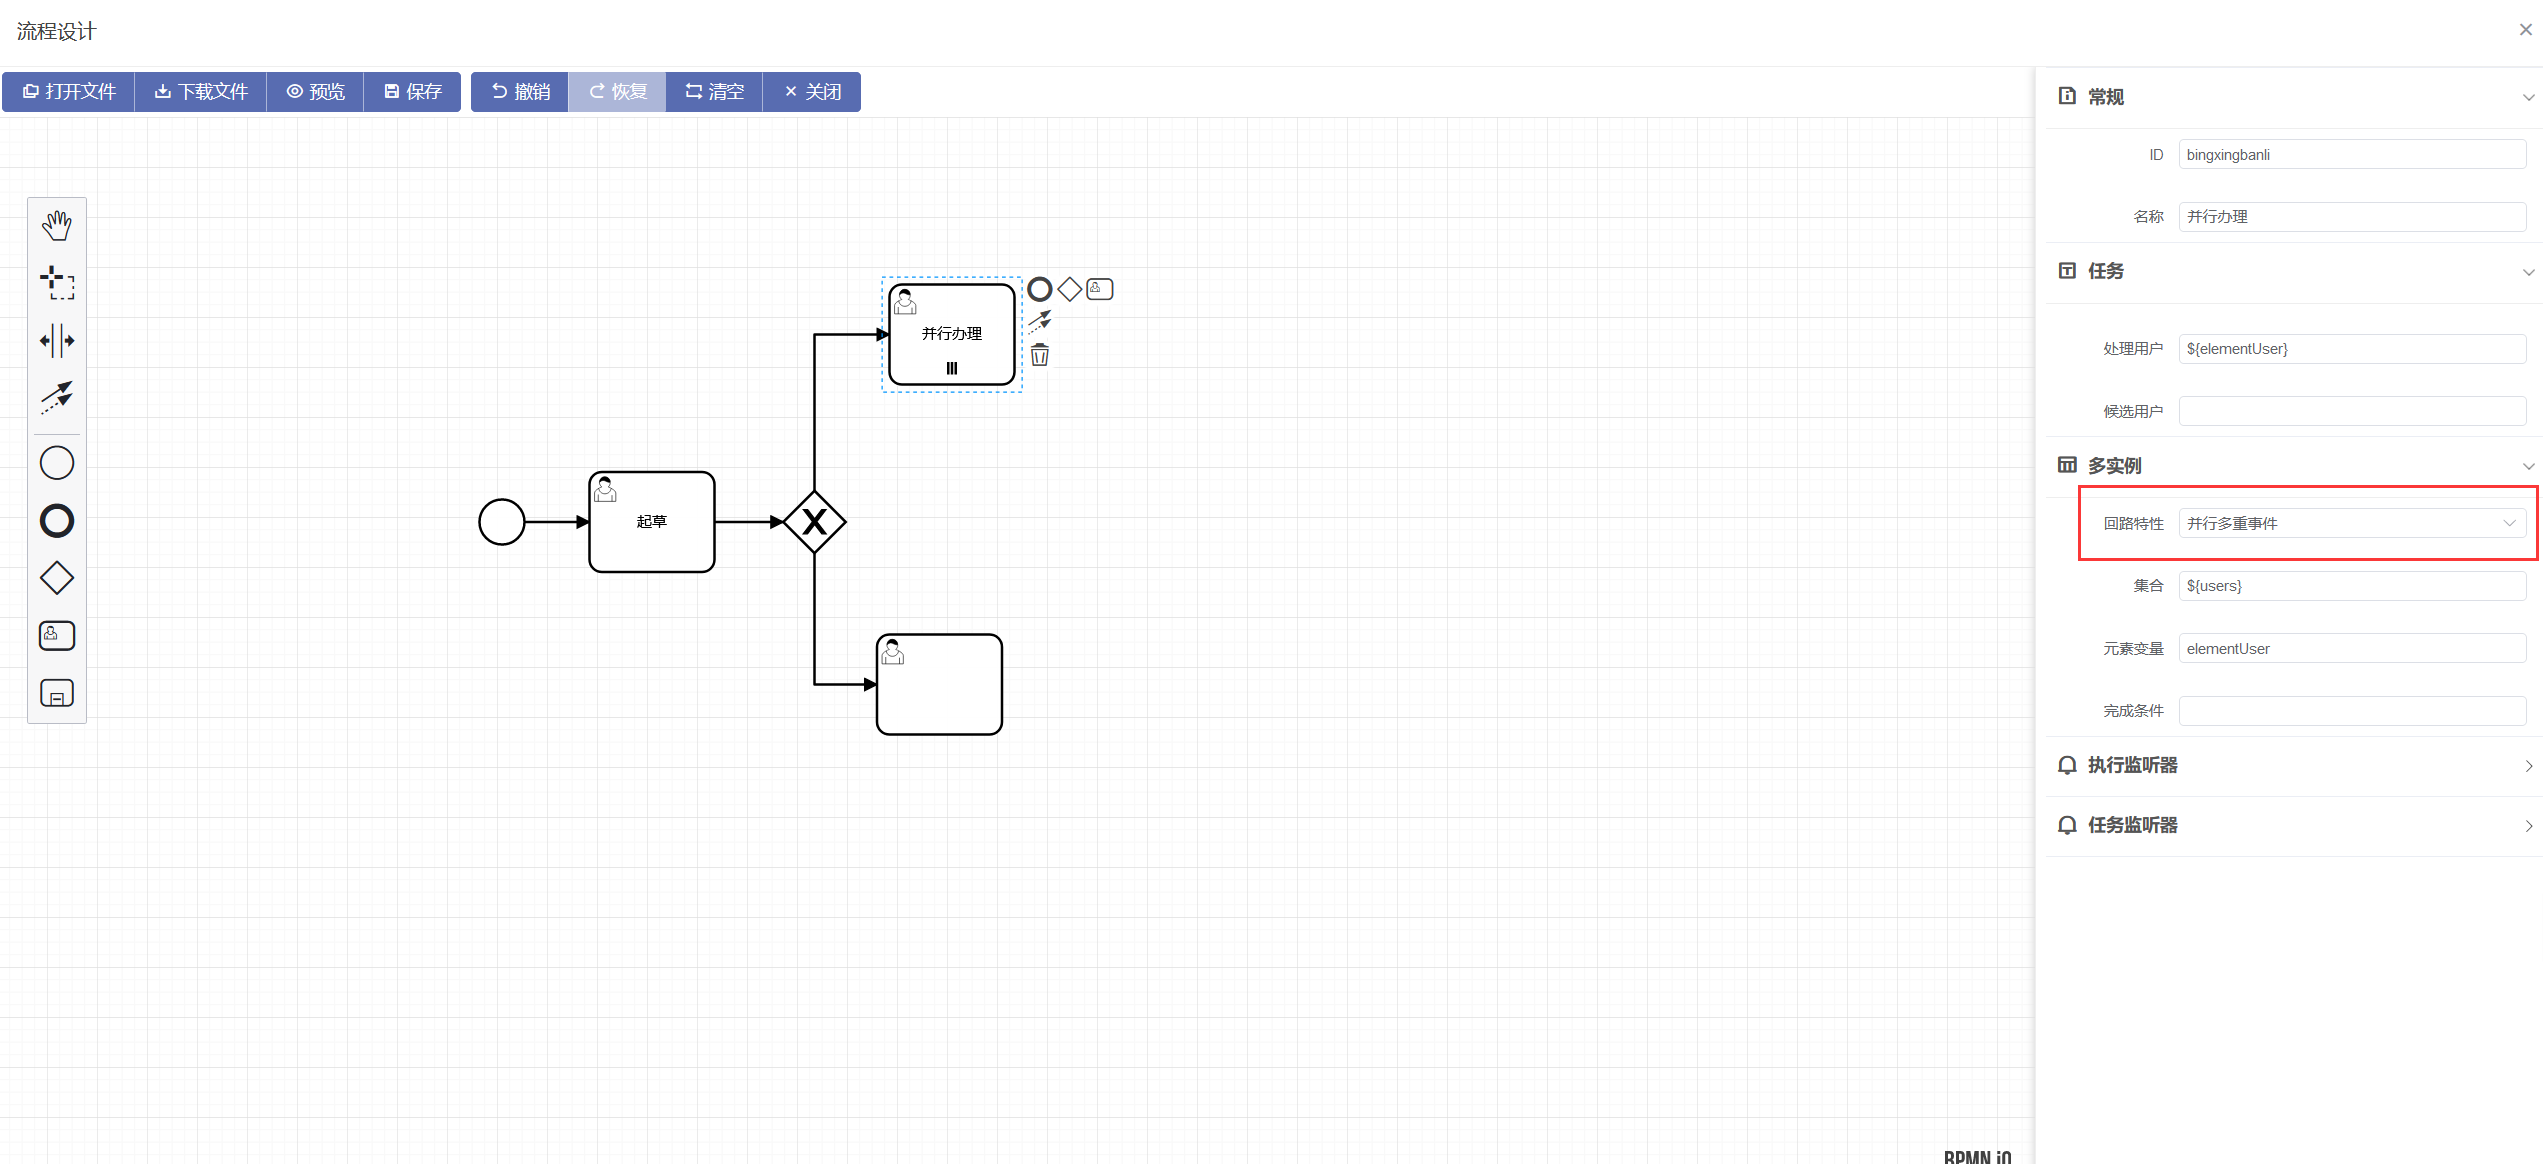 流程设计
打开文件 下载文件 预览 保存 撤销 恢复 清空 关闭
常规
ID bingxingbanli
名称 并行办理
任务
处理用户 ${elementUser}
候选用户
多实例
回路特性 并行多重事件
集合 ${users}
元素变量 elementUser
完成条件
执行监听器
任务监听器
并行办理
起草
BPMN.iO